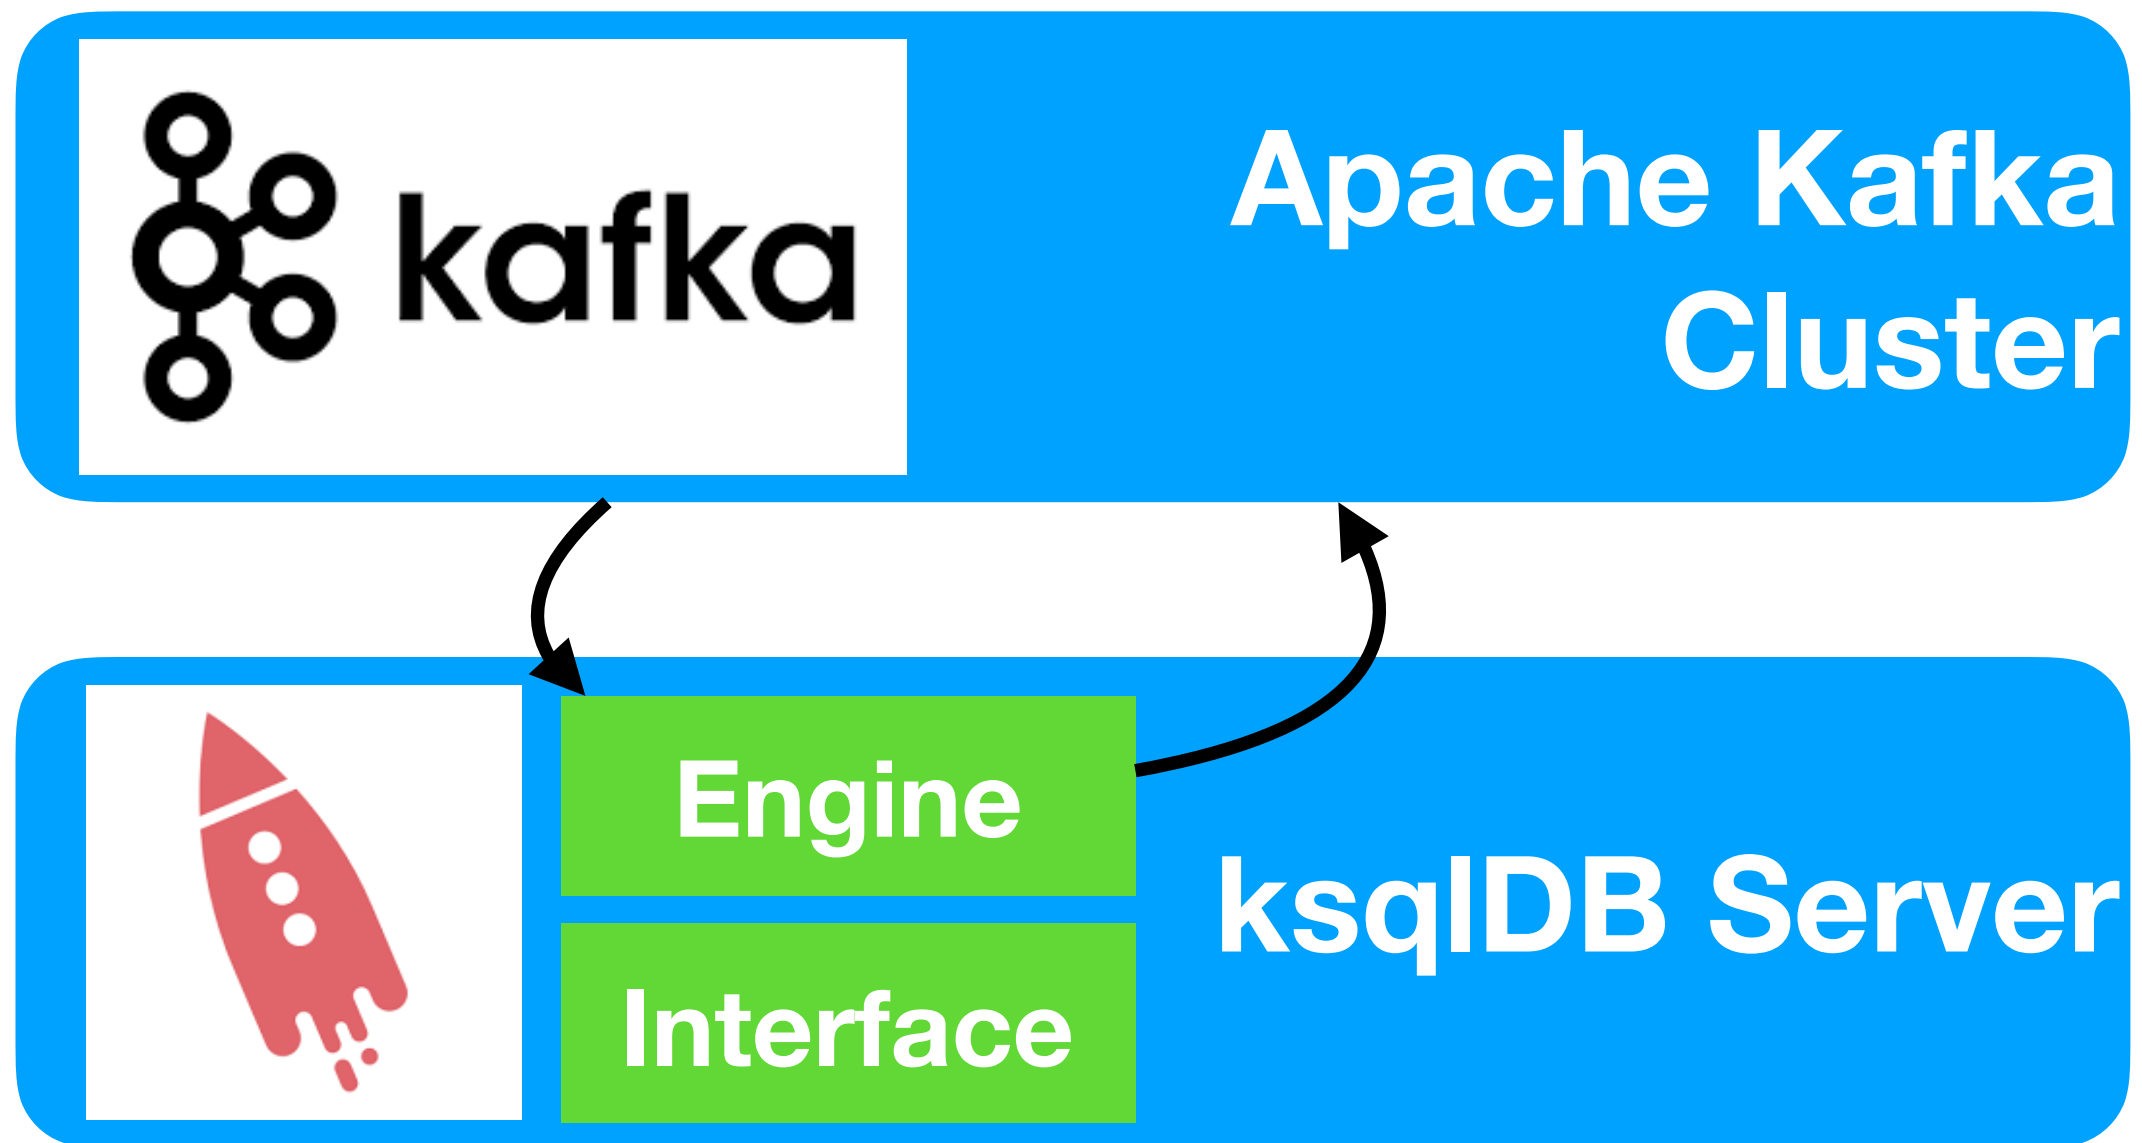 kafka
Apache Kafka
Cluster
Engine
Interface
ksqlDB Server